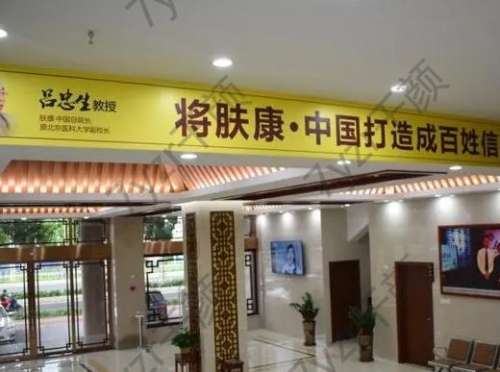 吕忠生教授
肤康·中国总院长
原北京医科大学副校长
将肤康·中国打造成百姓信